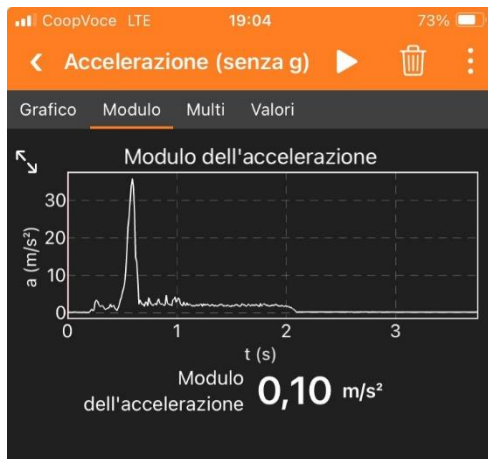 CoopVoce LTE 19:04 73%
Accelerazione (senza g)
Grafico Modulo Multi Valori
Modulo dell'accelerazione
a (m/s²)
30
20
10
0
0 1 2 3
t (s)
Modulo
dell'accelerazione 0,10 m/s²